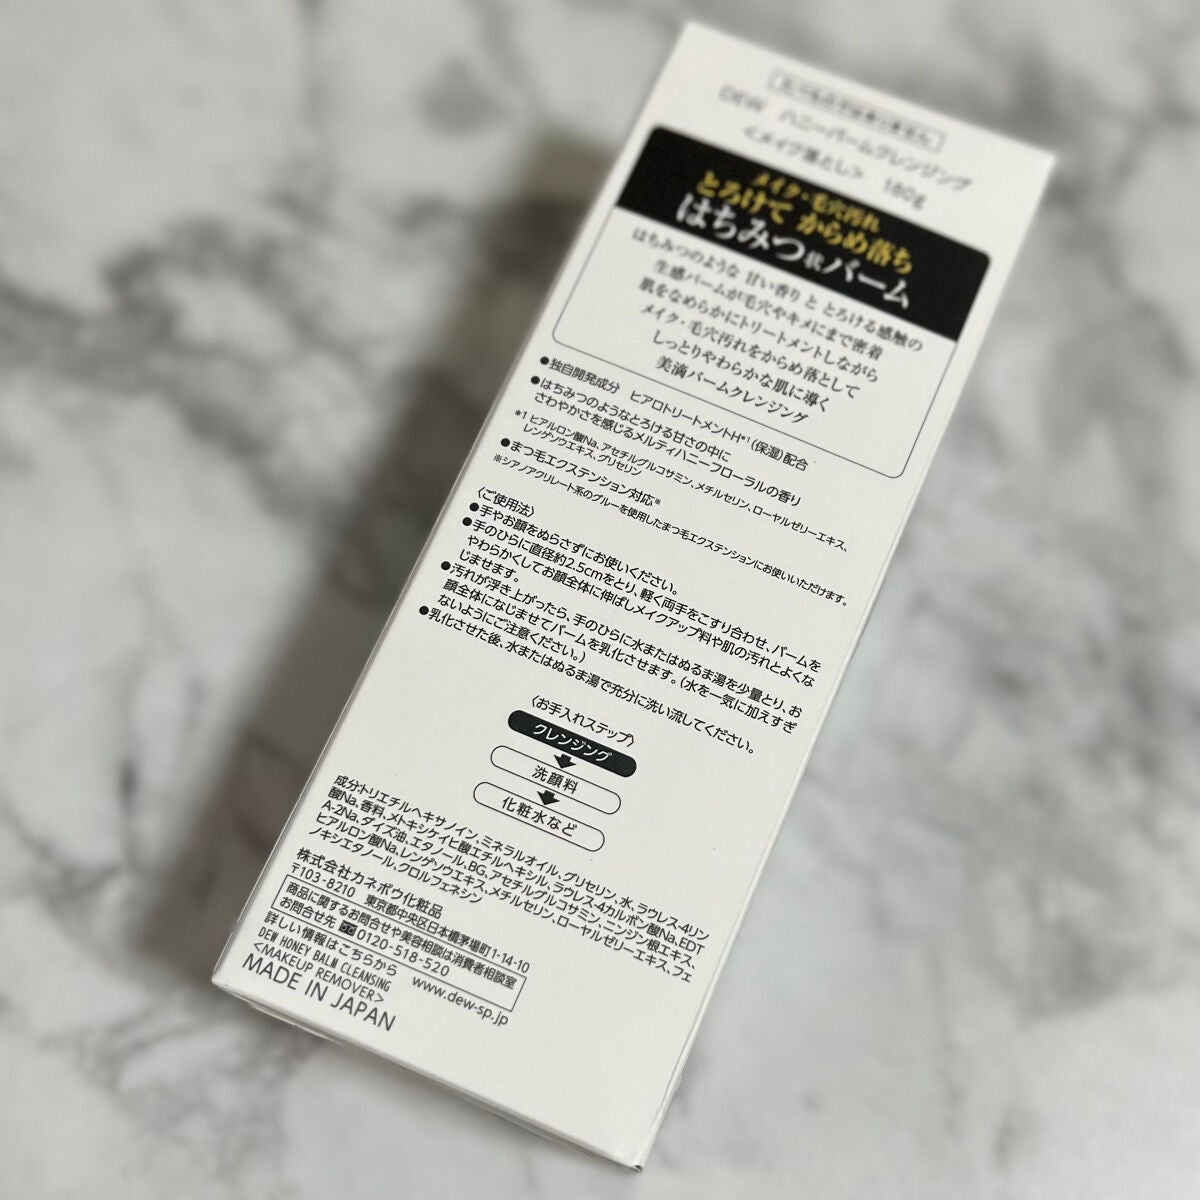 DEW ハニーバームクレンジング
<メイク落とし> 180g
メイク・毛穴汚れ
とろけて からめ落ち
はちみつ状バーム
はちみつのような 甘い香り と とろける感触の
生感バームが毛穴やキメにまで密着
肌をなめらかにトリートメントしながら
メイク・毛穴汚れをからめ落として
しっとりやわらかな肌に導く
美滴バームクレンジング
●独自開発成分 ヒアロトリートメントH*1(保湿)配合
●はちみつのようなとろける甘さの中に
さわやかさを感じるメルティハニーフローラルの香り
*1 ヒアルロン酸Na、アセチルグルコサミン、メチルセリン、ローヤルゼリーエキス、
レンゲソウエキス、グリセリン
●まつ毛エクステンション対応※
※シアノアクリレート系のグルーを使用したまつ毛エクステンションにお使いいただけます。
〈ご使用法〉
●手やお顔をぬらさずにお使いください。
●手のひらに直径約2.5cmをとり、軽く両手をこすり合わせ、バームを
やわらかくしてお顔全体に伸ばしメイクアップ料や肌の汚れとよくな
じませます。
●汚れが浮き上がったら、手のひらに水またはぬるま湯を少量とり、お
顔全体になじませてバームを乳化させます。(水を一気に加えすぎ
ないようにご注意ください。)
●乳化させた後、水またはぬるま湯で充分に洗い流してください。
〈お手入れステップ〉
クレンジング
洗顔料
化粧水など
成分:トリエチルヘキサノイン、ミネラルオイル、グリセリン、水、ラウレス-4リン
酸Na、香料、メトキシケイヒ酸エチルヘキシル、ラウレス-4カルボン酸Na、EDT
A-2Na、ダイズ油、エタノール、BG、アセチルグルコサミン、ニンジン根エキス、
ヒアルロン酸Na、レンゲソウエキス、メチルセリン、ローヤルゼリーエキス、フェ
ノキシエタノール、クロルフェネシン
株式会社カネボウ化粧品
〒103-8210 東京都中央区日本橋茅場町1-14-10
商品に関するお問合せや美容相談は消費者相談室
お問合せ先 0120-518-520
詳しい情報はこちらから www.dew-sp.jp
DEW HONEY BALM CLEANSING
<MAKEUP REMOVER>
MADE IN JAPAN